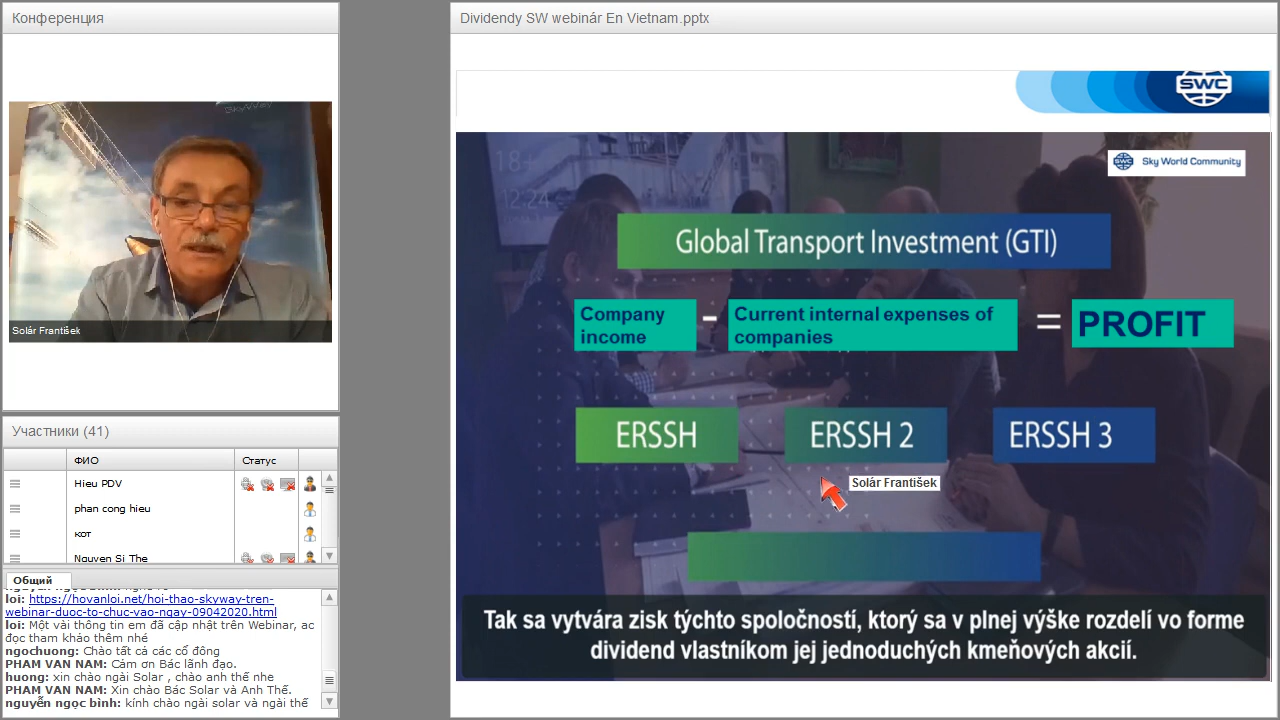 Конференция
Solár František
Участники (41)
ФИО
Статус
Hieu PDV
phan cong hieu
кот
Nguyen Si The
Общий
loi: https://hovanloi.net/hoi-thao-skyway-tren-
webinar-duoc-to-chuc-vao-ngay-09042020.html
loi: Một vài thông tin em đã cập nhật trên Webinar, ac
đọc tham khảo thêm nhé
ngochuong: Chào tất cả các cổ đông
PHAM VAN NAM: Cám ơn Bác lãnh đạo.
huong: xin chào ngài Solar , chào anh thế nhe
PHAM VAN NAM: Xin chào Bác Solar và Anh Thế.
nguyễn ngọc bình: kính chào ngài solar và ngài thế
Dividendy SW webinár En Vietnam.pptx
SWC
SWC Sky World Community
18+
12:24
Global Transport Investment (GTI)
Company
income
-
Current internal expenses of
companies
=
PROFIT
ERSSH
ERSSH 2
ERSSH 3
Solár František
Tak sa vytvára zisk týchto spoločností, ktorý sa v plnej výške rozdelí vo forme
dividend vlastníkom jej jednoduchých kmeňových akcií.